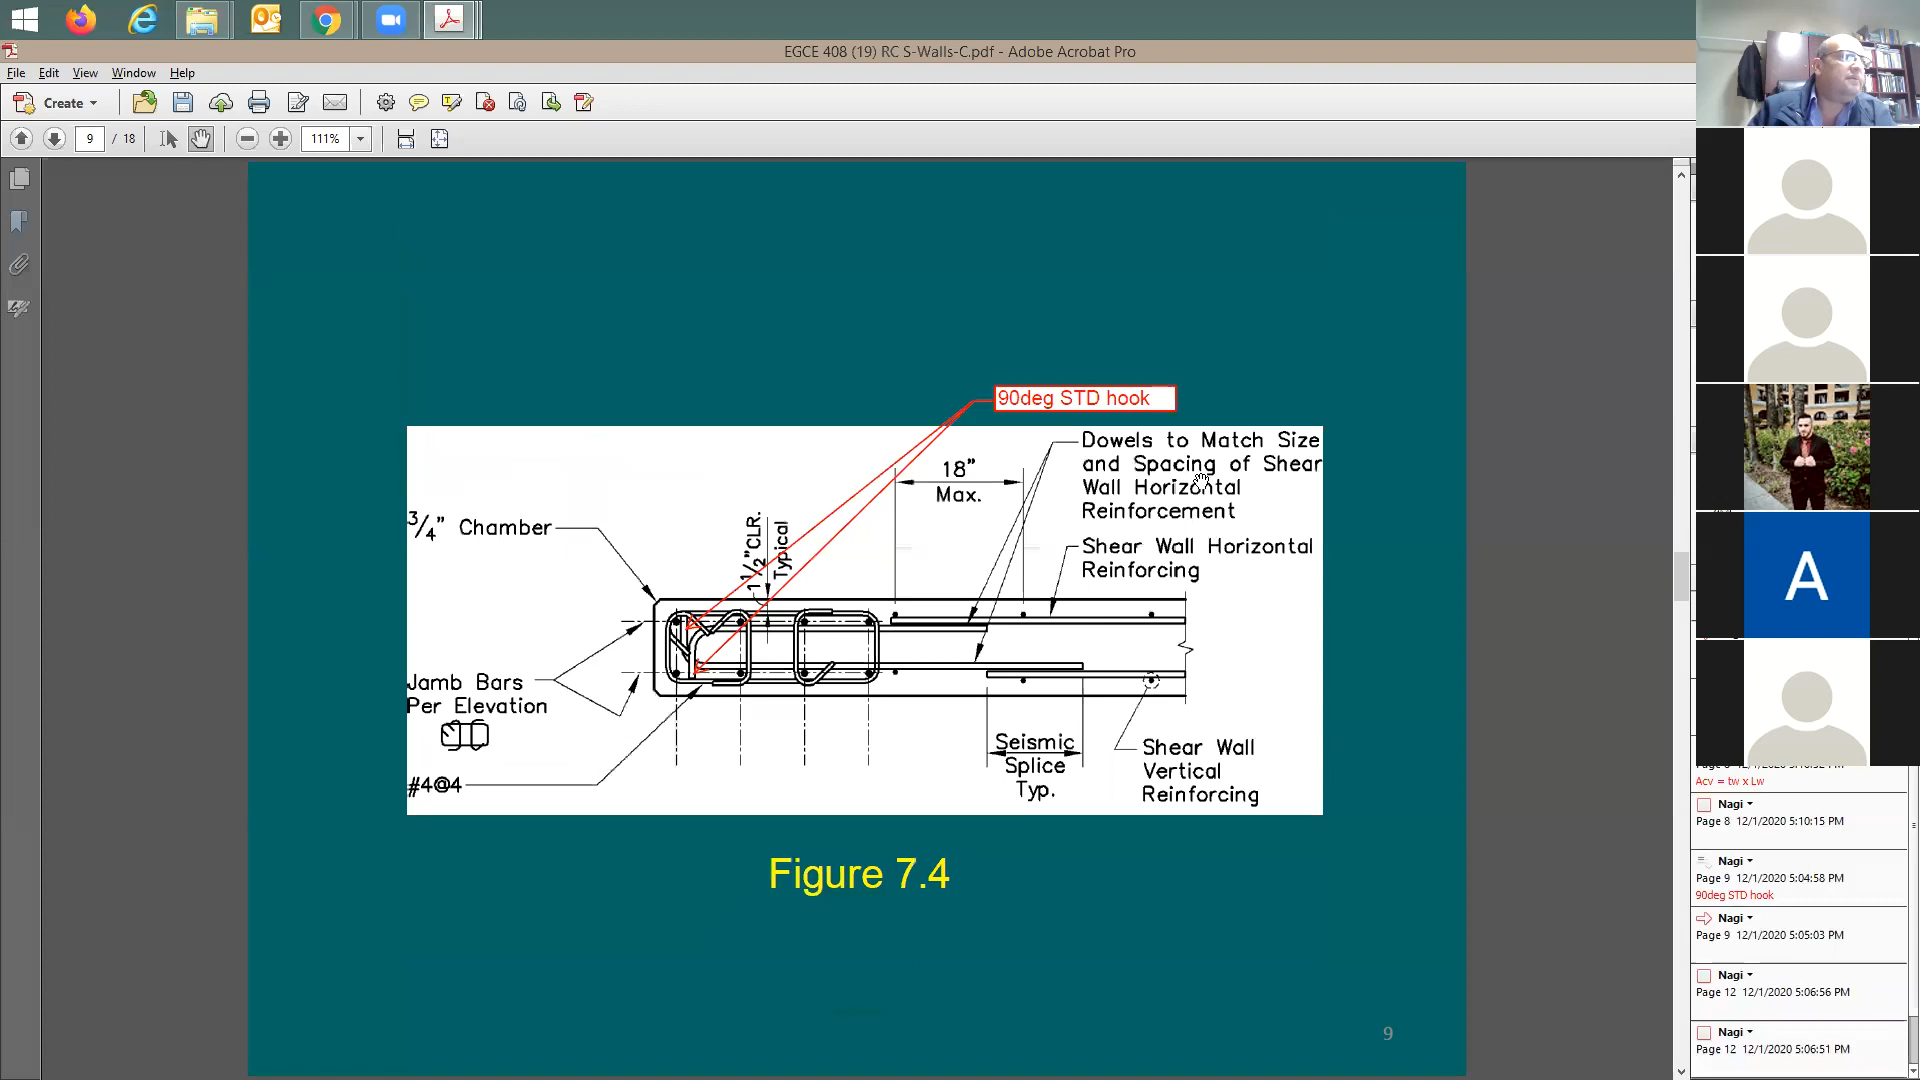 EGCE 408 (19) RC S-Walls-C.pdf - Adobe Acrobat Pro
File Edit View Window Help
Create
9 / 18 111%
90deg STD hook
Dowels to Match Size
and Spacing of Shear
Wall Horizontal
Reinforcement
18"
Max.
3/4" Chamber
1 1/2"CLR.
Typical
Shear Wall Horizontal
Reinforcing
Jamb Bars
Per Elevation
#4@4
Seismic
Splice
Typ.
Shear Wall
Vertical
Reinforcing
Figure 7.4
9
A
Acv = tw x Lw
Nagi
Page 8 12/1/2020 5:10:15 PM
Nagi
Page 9 12/1/2020 5:04:58 PM
90deg STD hook
Nagi
Page 9 12/1/2020 5:05:03 PM
Nagi
Page 12 12/1/2020 5:06:56 PM
Nagi
Page 12 12/1/2020 5:06:51 PM